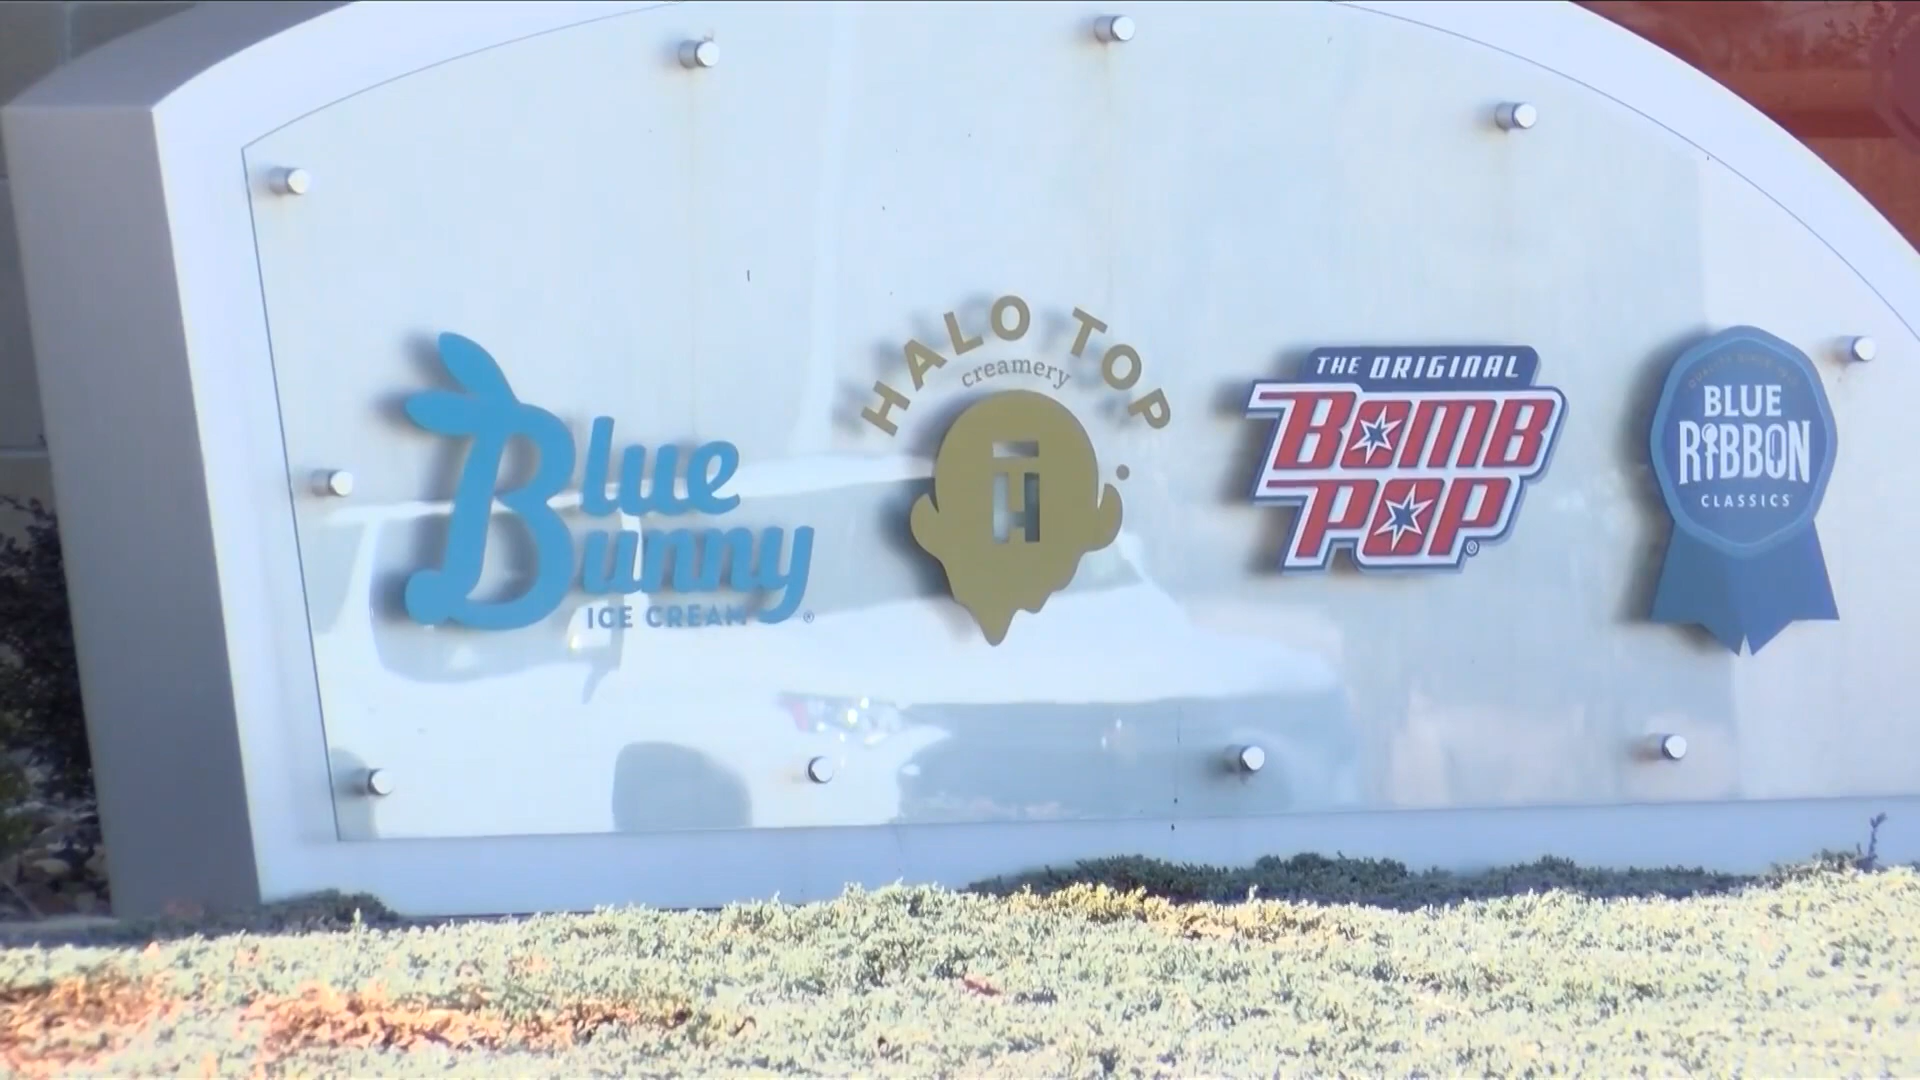 Blue
Bunny
ICE CREAM
®
HALO TOP
creamery
THE ORIGINAL
BOMB
POP
®
BLUE
RIBBON
CLASSICS